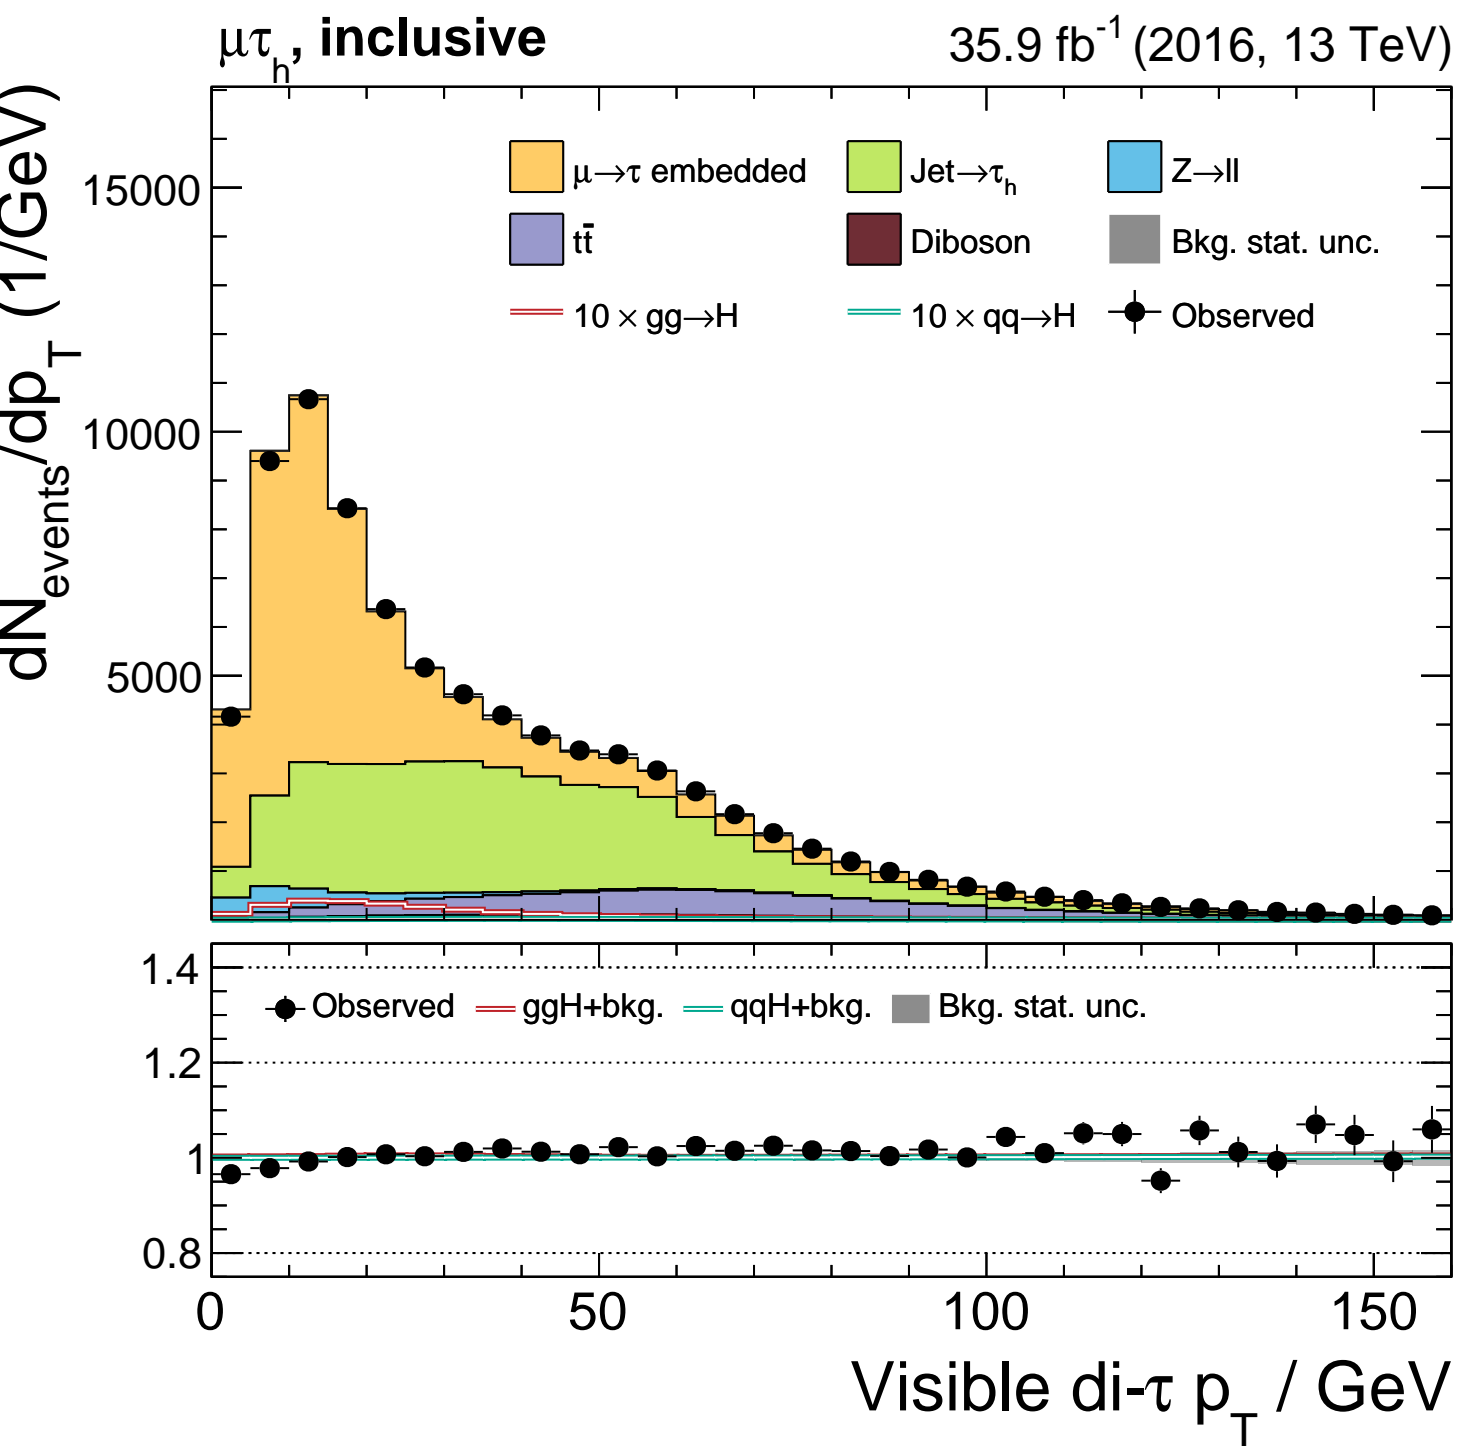 μτh, inclusive
35.9 fb-1 (2016, 13 TeV)
dNevents/dpT (1/GeV)
15000
10000
5000
μ→τ embedded
Jet→τh
Z→ll
tt̄
Diboson
Bkg. stat. unc.
10 × gg→H
10 × qq→H
Observed
1.4
1.2
1
0.8
Observed
ggH+bkg.
qqH+bkg.
Bkg. stat. unc.
0
50
100
150
Visible di-τ pT / GeV